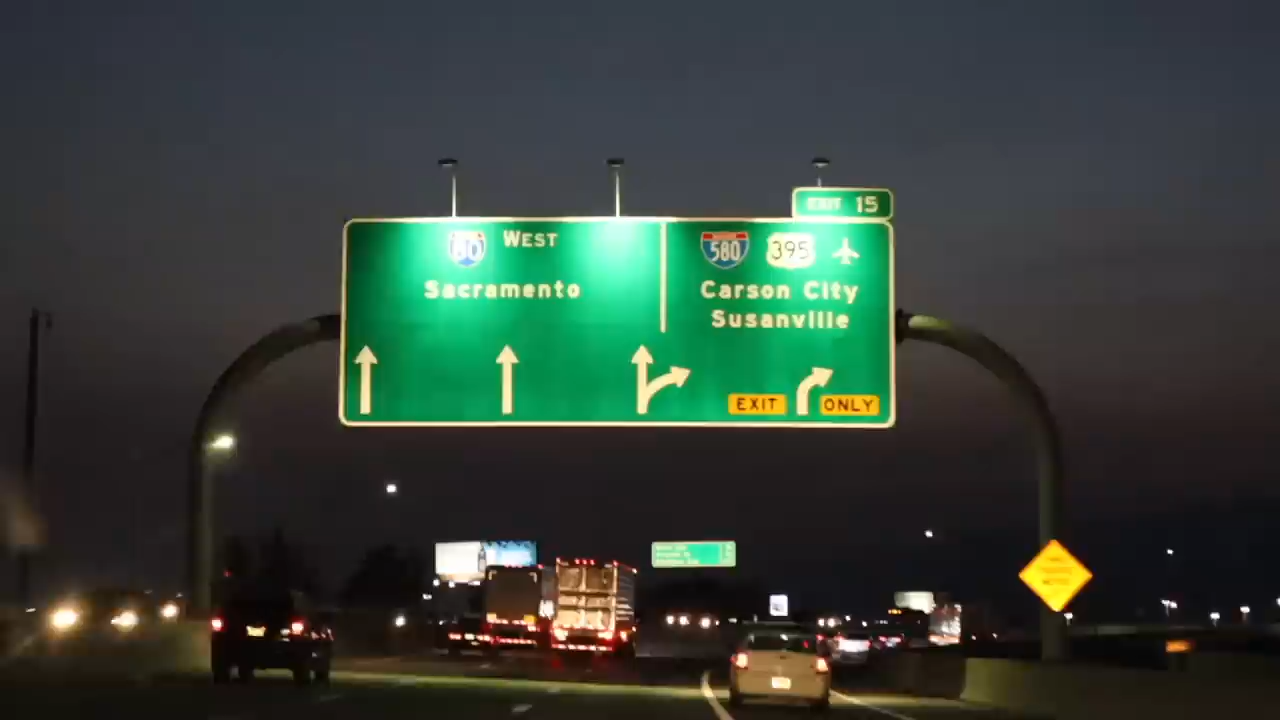 EXIT 15
80 WEST
Sacramento
580 395
Carson City
Susanville
EXIT ONLY